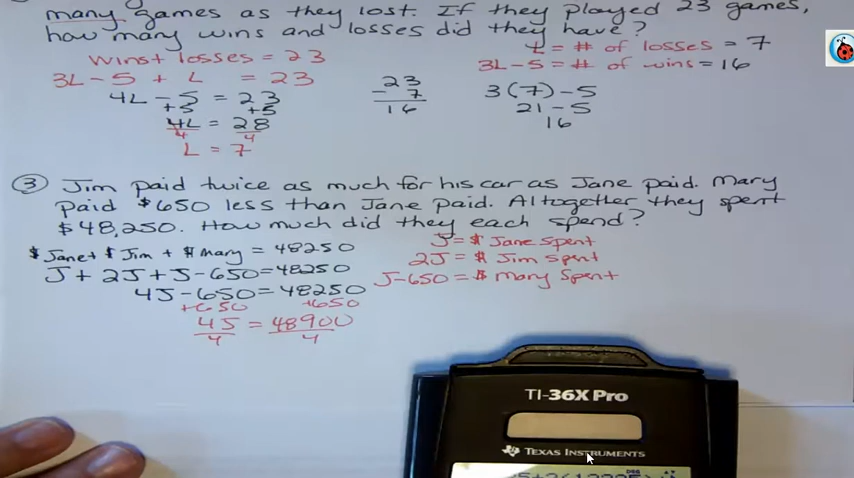 many games as they lost. If they played 23 games,
how many wins and losses did they have?
L = # of losses = 7
wins + losses = 23
3L - 5 = # of wins = 16
3L - 5 + L = 23
23
3(7) - 5
4L - 5 = 23
- 7
21 - 5
+5 +5
16
16
4L = 28
4 4
L = 7
③ Jim paid twice as much for his car as Jane paid. Mary
paid $650 less than Jane paid. Altogether they spent
$48,250. How much did they each spend?
J = $ Jane spent
$ Jane + $ Jim + $ Mary = 48250
2J = $ Jim spent
J + 2J + J - 650 = 48250
J - 650 = $ Mary spent
4J - 650 = 48250
+650 +650
4J = 48900
4 4
TI-36X Pro
TEXAS INSTRUMENTS
DEG